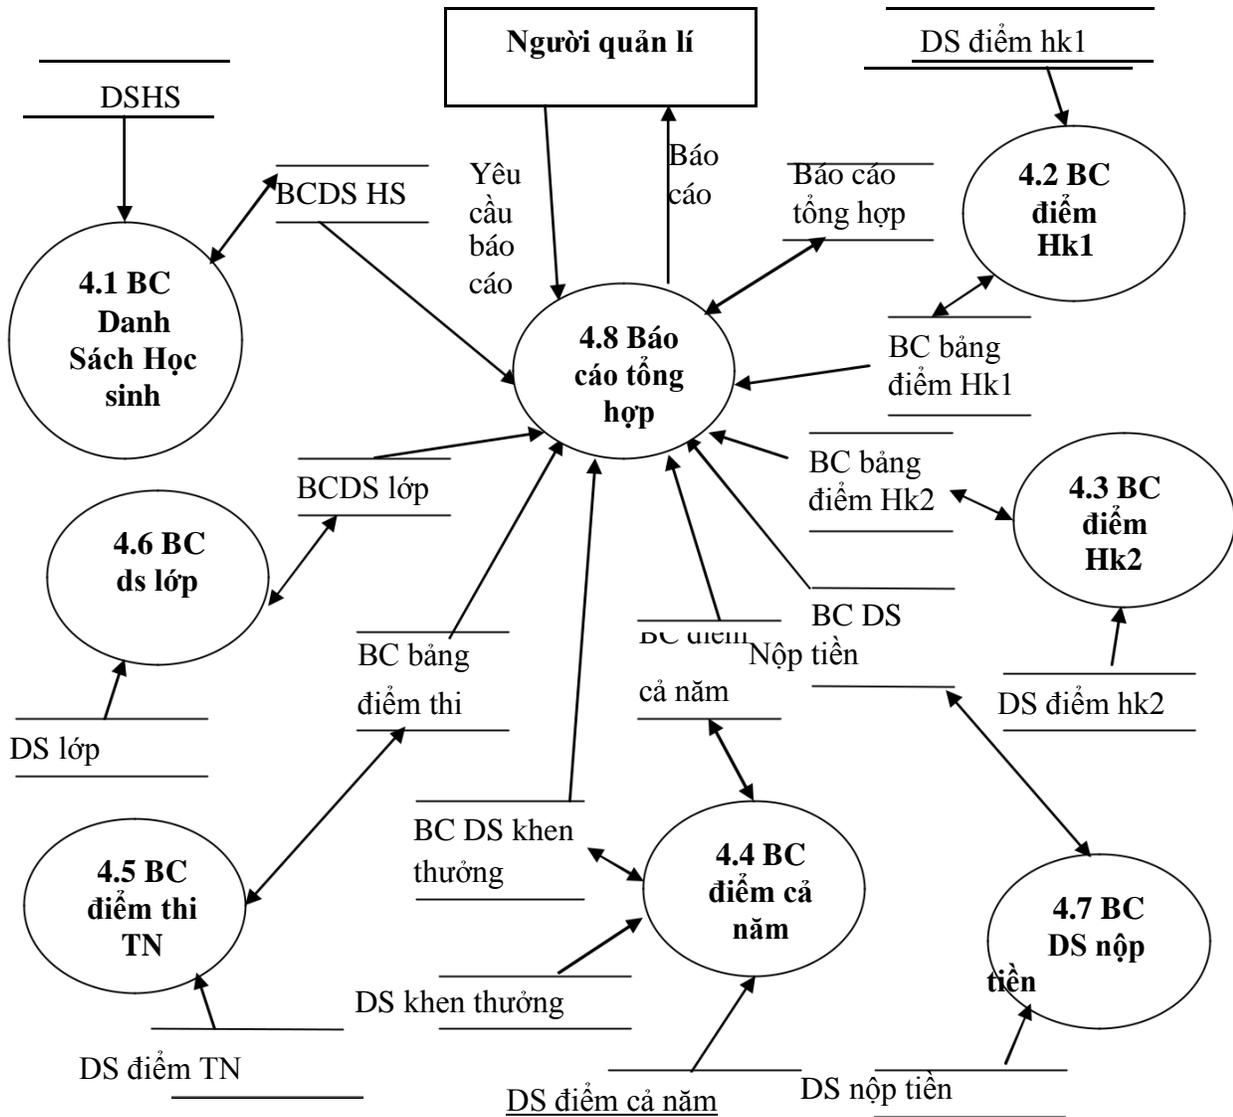 Người quản lí
DS điểm hk1
DSHS
BCDS HS
Yêu
cầu
báo
cáo
Báo
cáo
Báo cáo
tổng hợp
4.2 BC
điểm
Hk1
4.1 BC
Danh
Sách Học
sinh
4.8 Báo
cáo tổng
hợp
BC bảng
điểm Hk1
BCDS lớp
BC bảng
điểm Hk2
4.3 BC
điểm
Hk2
4.6 BC
ds lớp
BC bảng
điểm thi
BC điểm
cả năm
BC DS
Nộp tiền
DS điểm hk2
DS lớp
BC DS khen
thưởng
4.4 BC
điểm cả
năm
4.5 BC
điểm thi
TN
4.7 BC
DS nộp
tiền
DS khen thưởng
DS điểm TN
DS điểm cả năm
DS nộp tiền